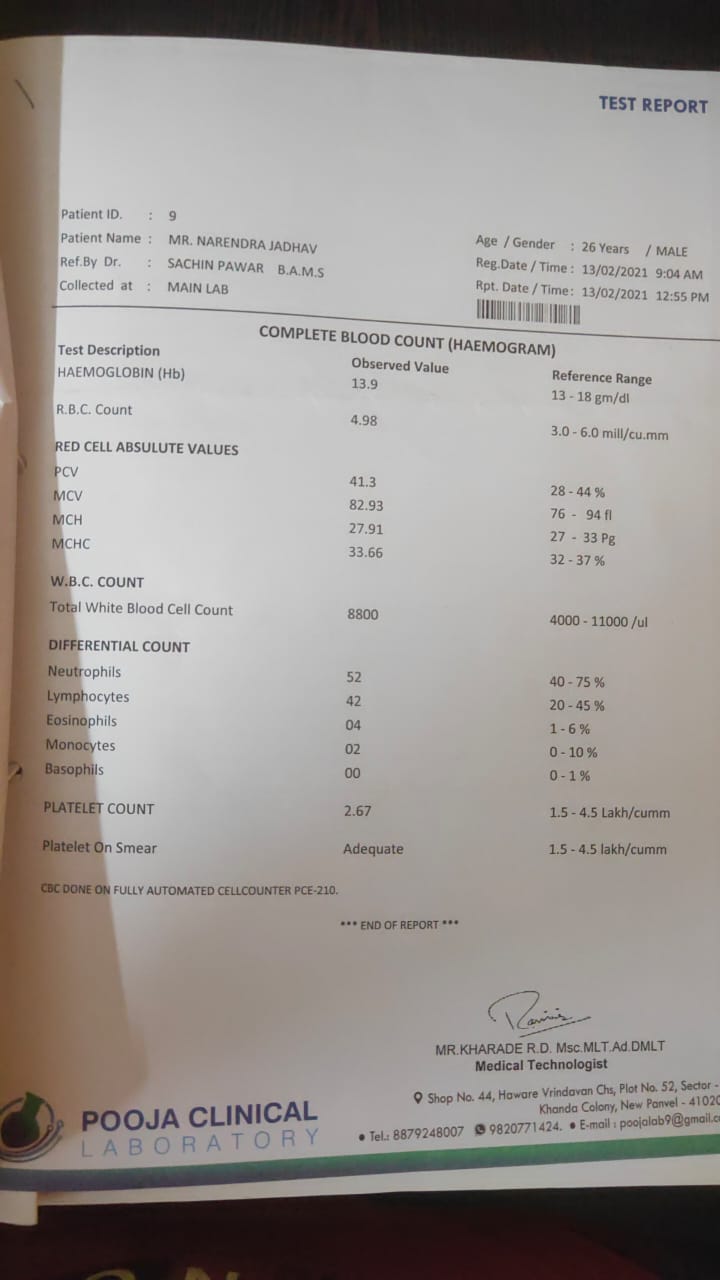 TEST REPORT
Patient ID. : 9
Patient Name : MR. NARENDRA JADHAV
Ref.By Dr. : SACHIN PAWAR B.A.M.S
Collected at : MAIN LAB
Age / Gender : 26 Years / MALE
Reg.Date / Time : 13/02/2021 9:04 AM
Rpt. Date / Time: 13/02/2021 12:55 PM
COMPLETE BLOOD COUNT (HAEMOGRAM)
Test Description Observed Value Reference Range
HAEMOGLOBIN (Hb) 13.9 13 - 18 gm/dl
R.B.C. Count 4.98 3.0 - 6.0 mill/cu.mm
RED CELL ABSULUTE VALUES
PCV 41.3 28 - 44 %
MCV 82.93 76 - 94 fl
MCH 27.91 27 - 33 Pg
MCHC 33.66 32 - 37 %
W.B.C. COUNT
Total White Blood Cell Count 8800 4000 - 11000 /ul
DIFFERENTIAL COUNT
Neutrophils 52 40 - 75 %
Lymphocytes 42 20 - 45 %
Eosinophils 04 1 - 6 %
Monocytes 02 0 - 10 %
Basophils 00 0 - 1 %
PLATELET COUNT 2.67 1.5 - 4.5 Lakh/cumm
Platelet On Smear Adequate 1.5 - 4.5 lakh/cumm
CBC DONE ON FULLY AUTOMATED CELLCOUNTER PCE-210.
*** END OF REPORT ***
MR.KHARADE R.D. Msc.MLT.Ad.DMLT
Medical Technologist
POOJA CLINICAL
LABORATORY
Shop No. 44, Haware Vrindavan Chs, Plot No. 52, Sector -
Khanda Colony, New Panvel - 41020
• Tel.: 8879248007 9820771424. • E-mail : poojalab9@gmail.c